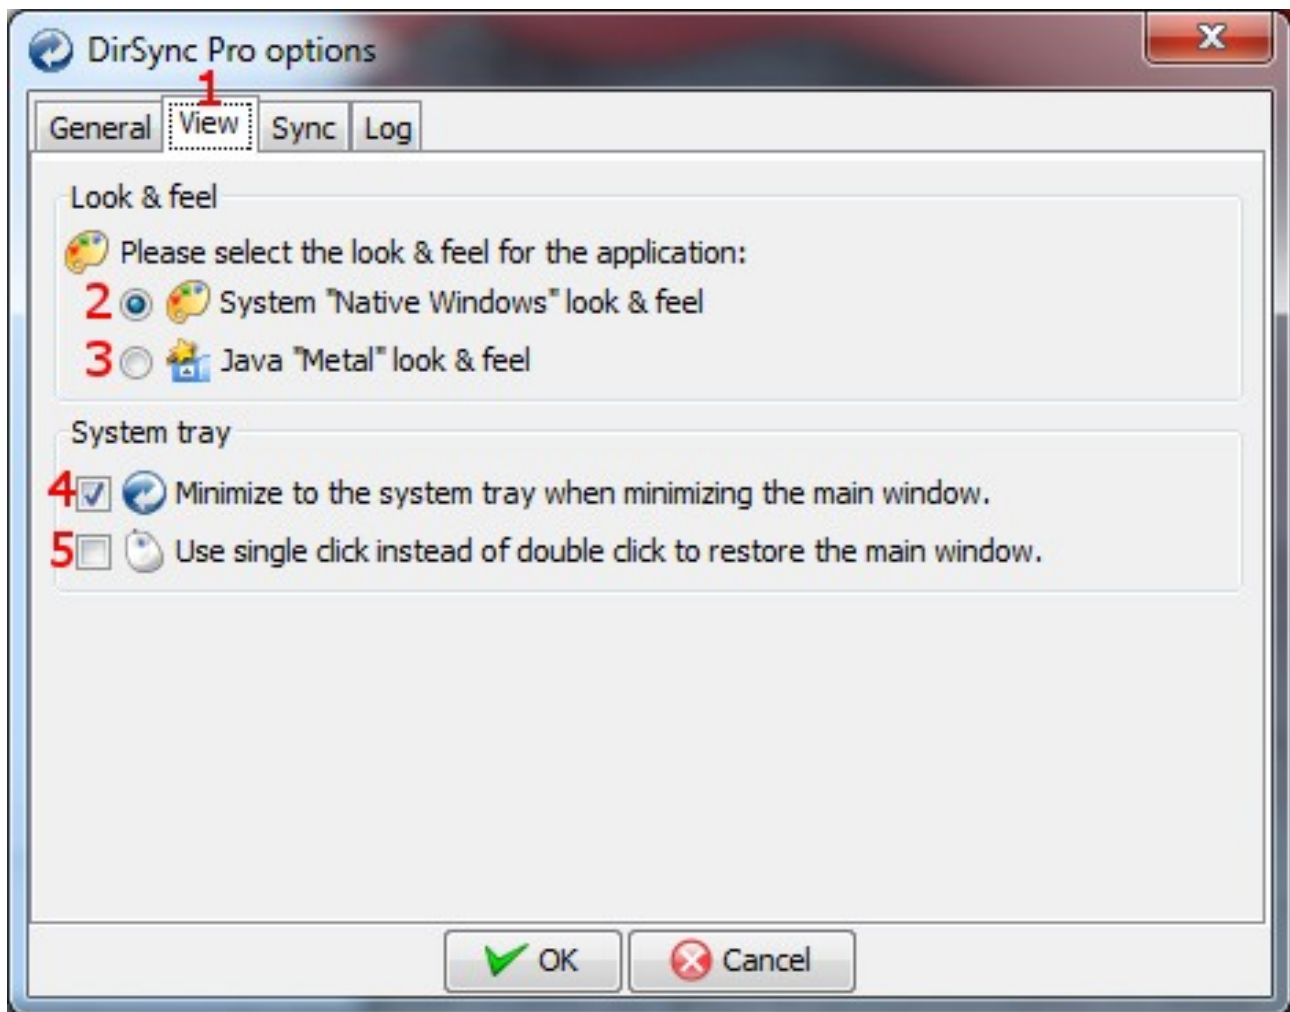 DirSync Pro options
1
General View Sync Log
Look & feel
Please select the look & feel for the application:
2 System "Native Windows" look & feel
3 Java "Metal" look & feel
System tray
4 Minimize to the system tray when minimizing the main window.
5 Use single click instead of double click to restore the main window.
OK Cancel